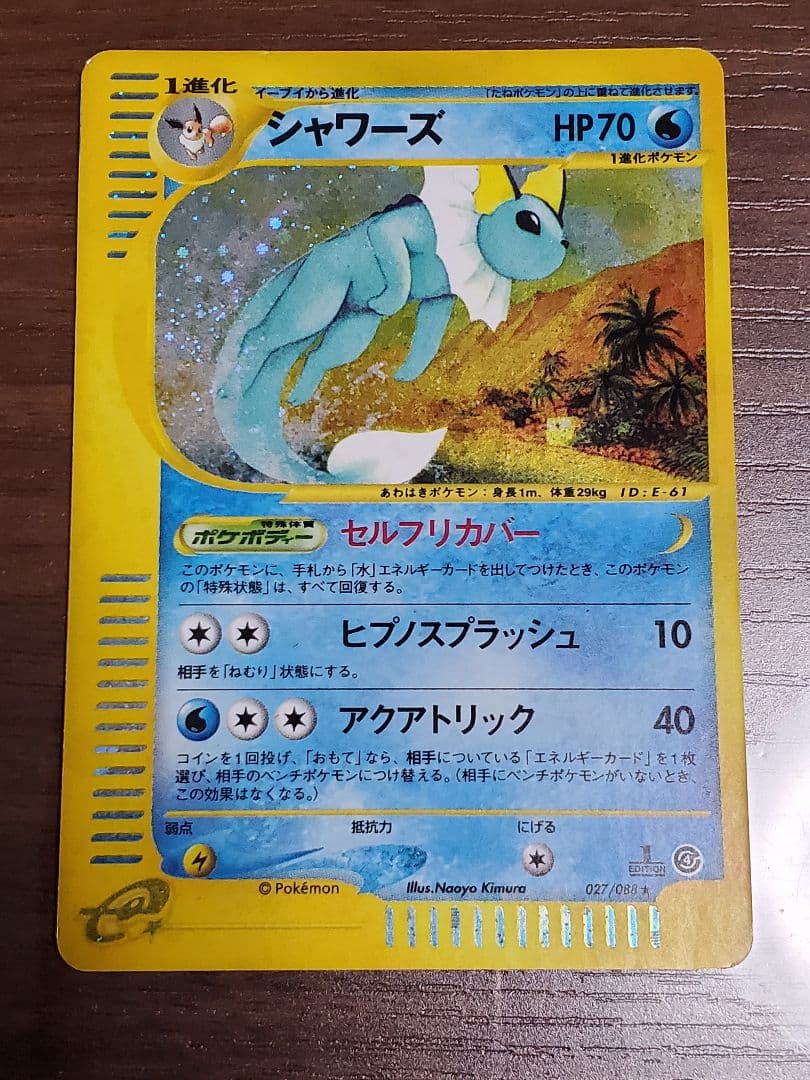 1進化 イーブイから進化 「たねポケモン」の上に重ねて進化させます。
シャワーズ HP70
1進化ポケモン
あわはきポケモン：身長1m、体重29kg ID:E-61
特殊体質
ポケボディー セルフリカバー
このポケモンに、手札から「水」エネルギーカードを出してつけたとき、このポケモン
の「特殊状態」は、すべて回復する。
ヒプノスプラッシュ 10
相手を「ねむり」状態にする。
アクアトリック 40
コインを1回投げ、「おもて」なら、相手についている「エネルギーカード」を1枚
選び、相手のベンチポケモンにつけ替える。（相手にベンチポケモンがいないとき、
この効果はなくなる。）
弱点 抵抗力 にげる
1
EDITION
© Pokémon Illus.Naoyo Kimura 027/088 ★
e